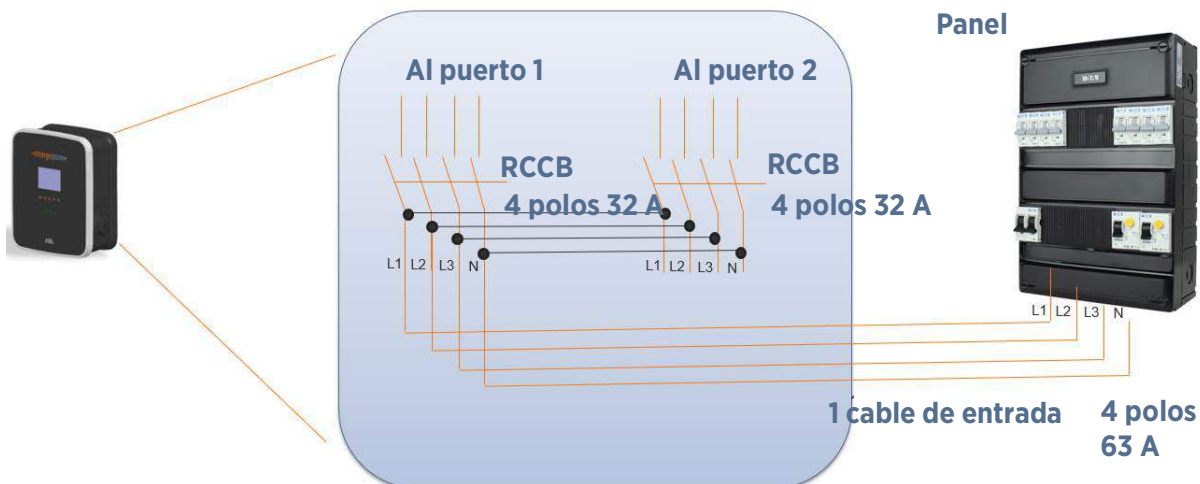 Panel
Al puerto 1
Al puerto 2
RCCB
4 polos 32 A
RCCB
4 polos 32 A
L1 L2 L3 N
L1 L2 L3 N
L1 L2 L3 N
1 cable de entrada
4 polos
63 A
-chargepoin+